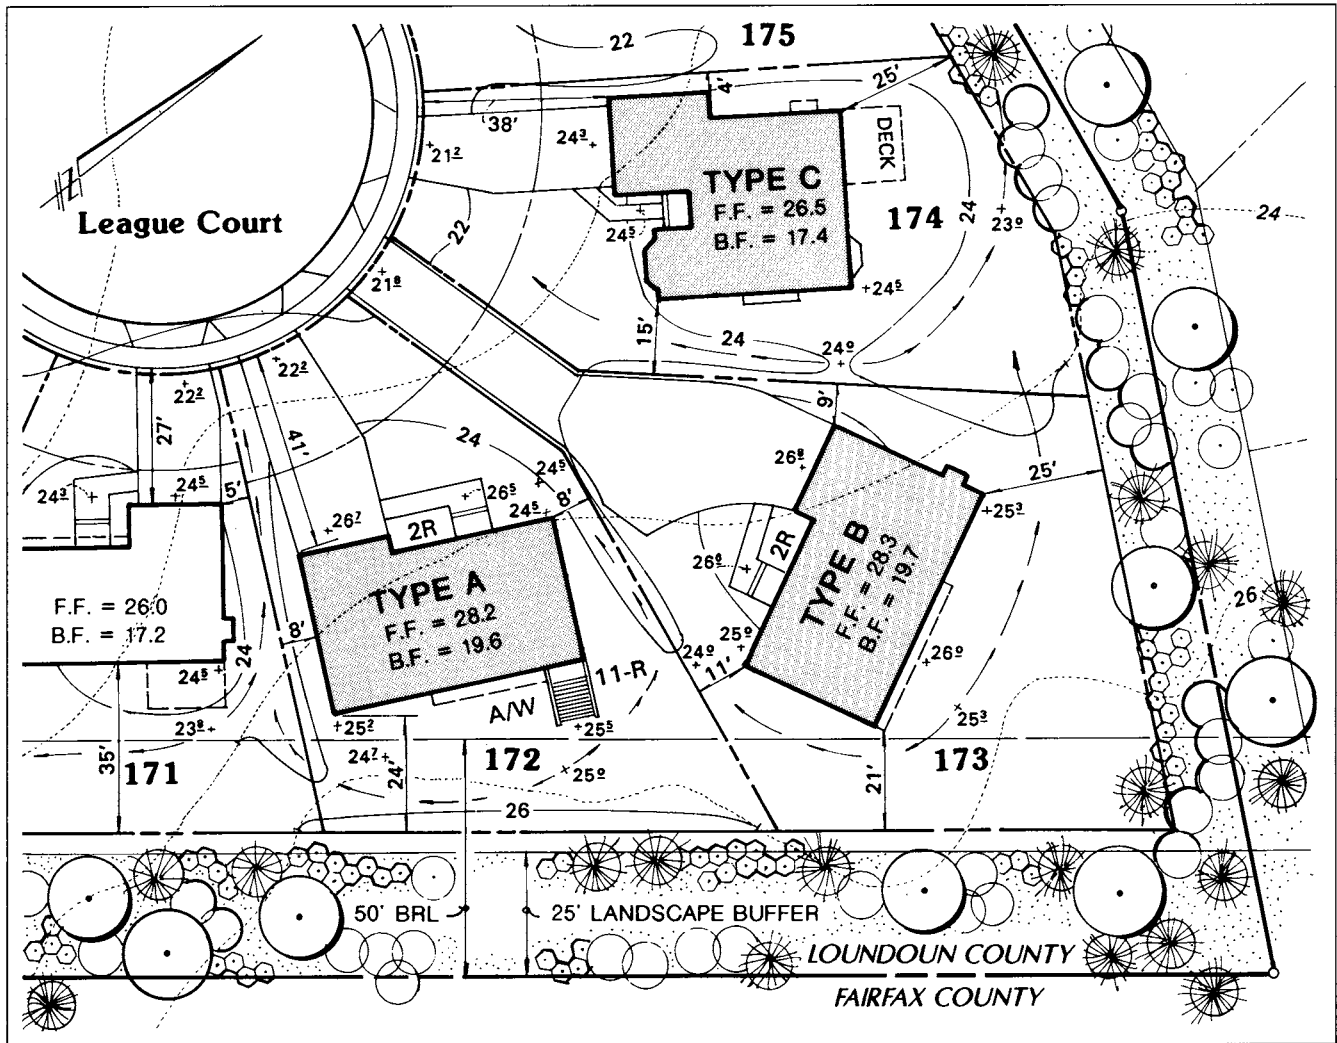 22
175
25'
4'
38'
24³
21²
DECK
TYPE C
F.F. = 26.5
B.F. = 17.4
174
24
23⁰
24
League Court
22
24⁵
21⁸
24⁵
15'
24
24⁰
22²
22²
9'
27'
41'
24
24⁵
26⁸
25'
24³
24⁵
5'
26⁵
24⁵
8'
25³
26⁷
2R
2R
26⁸
TYPE A
F.F. = 28.2
B.F. = 19.6
TYPE B
F.F. = 28.3
B.F. = 19.7
F.F. = 26.0
B.F. = 17.2
26
8'
24
25⁰
24⁰
11'
26⁰
24⁵
11-R
A/W
23⁸
25²
25⁵
25³
35'
171
24⁷
24'
172
25⁰
21'
173
26
50' BRL
25' LANDSCAPE BUFFER
LOUNDOUN COUNTY
FAIRFAX COUNTY